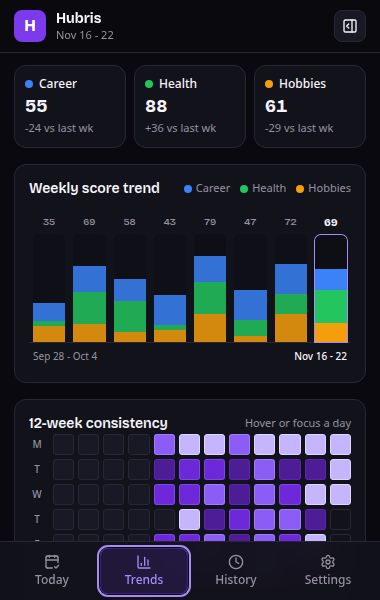 H
Hubris
Nov 16 - 22
Career
55
-24 vs last wk
Health
88
+36 vs last wk
Hobbies
61
-29 vs last wk
Weekly score trend
Career Health Hobbies
35 69 58 43 79 47 72 69
Sep 28 - Oct 4
Nov 16 - 22
12-week consistency
Hover or focus a day
M
T
W
T
Today
Trends
History
Settings